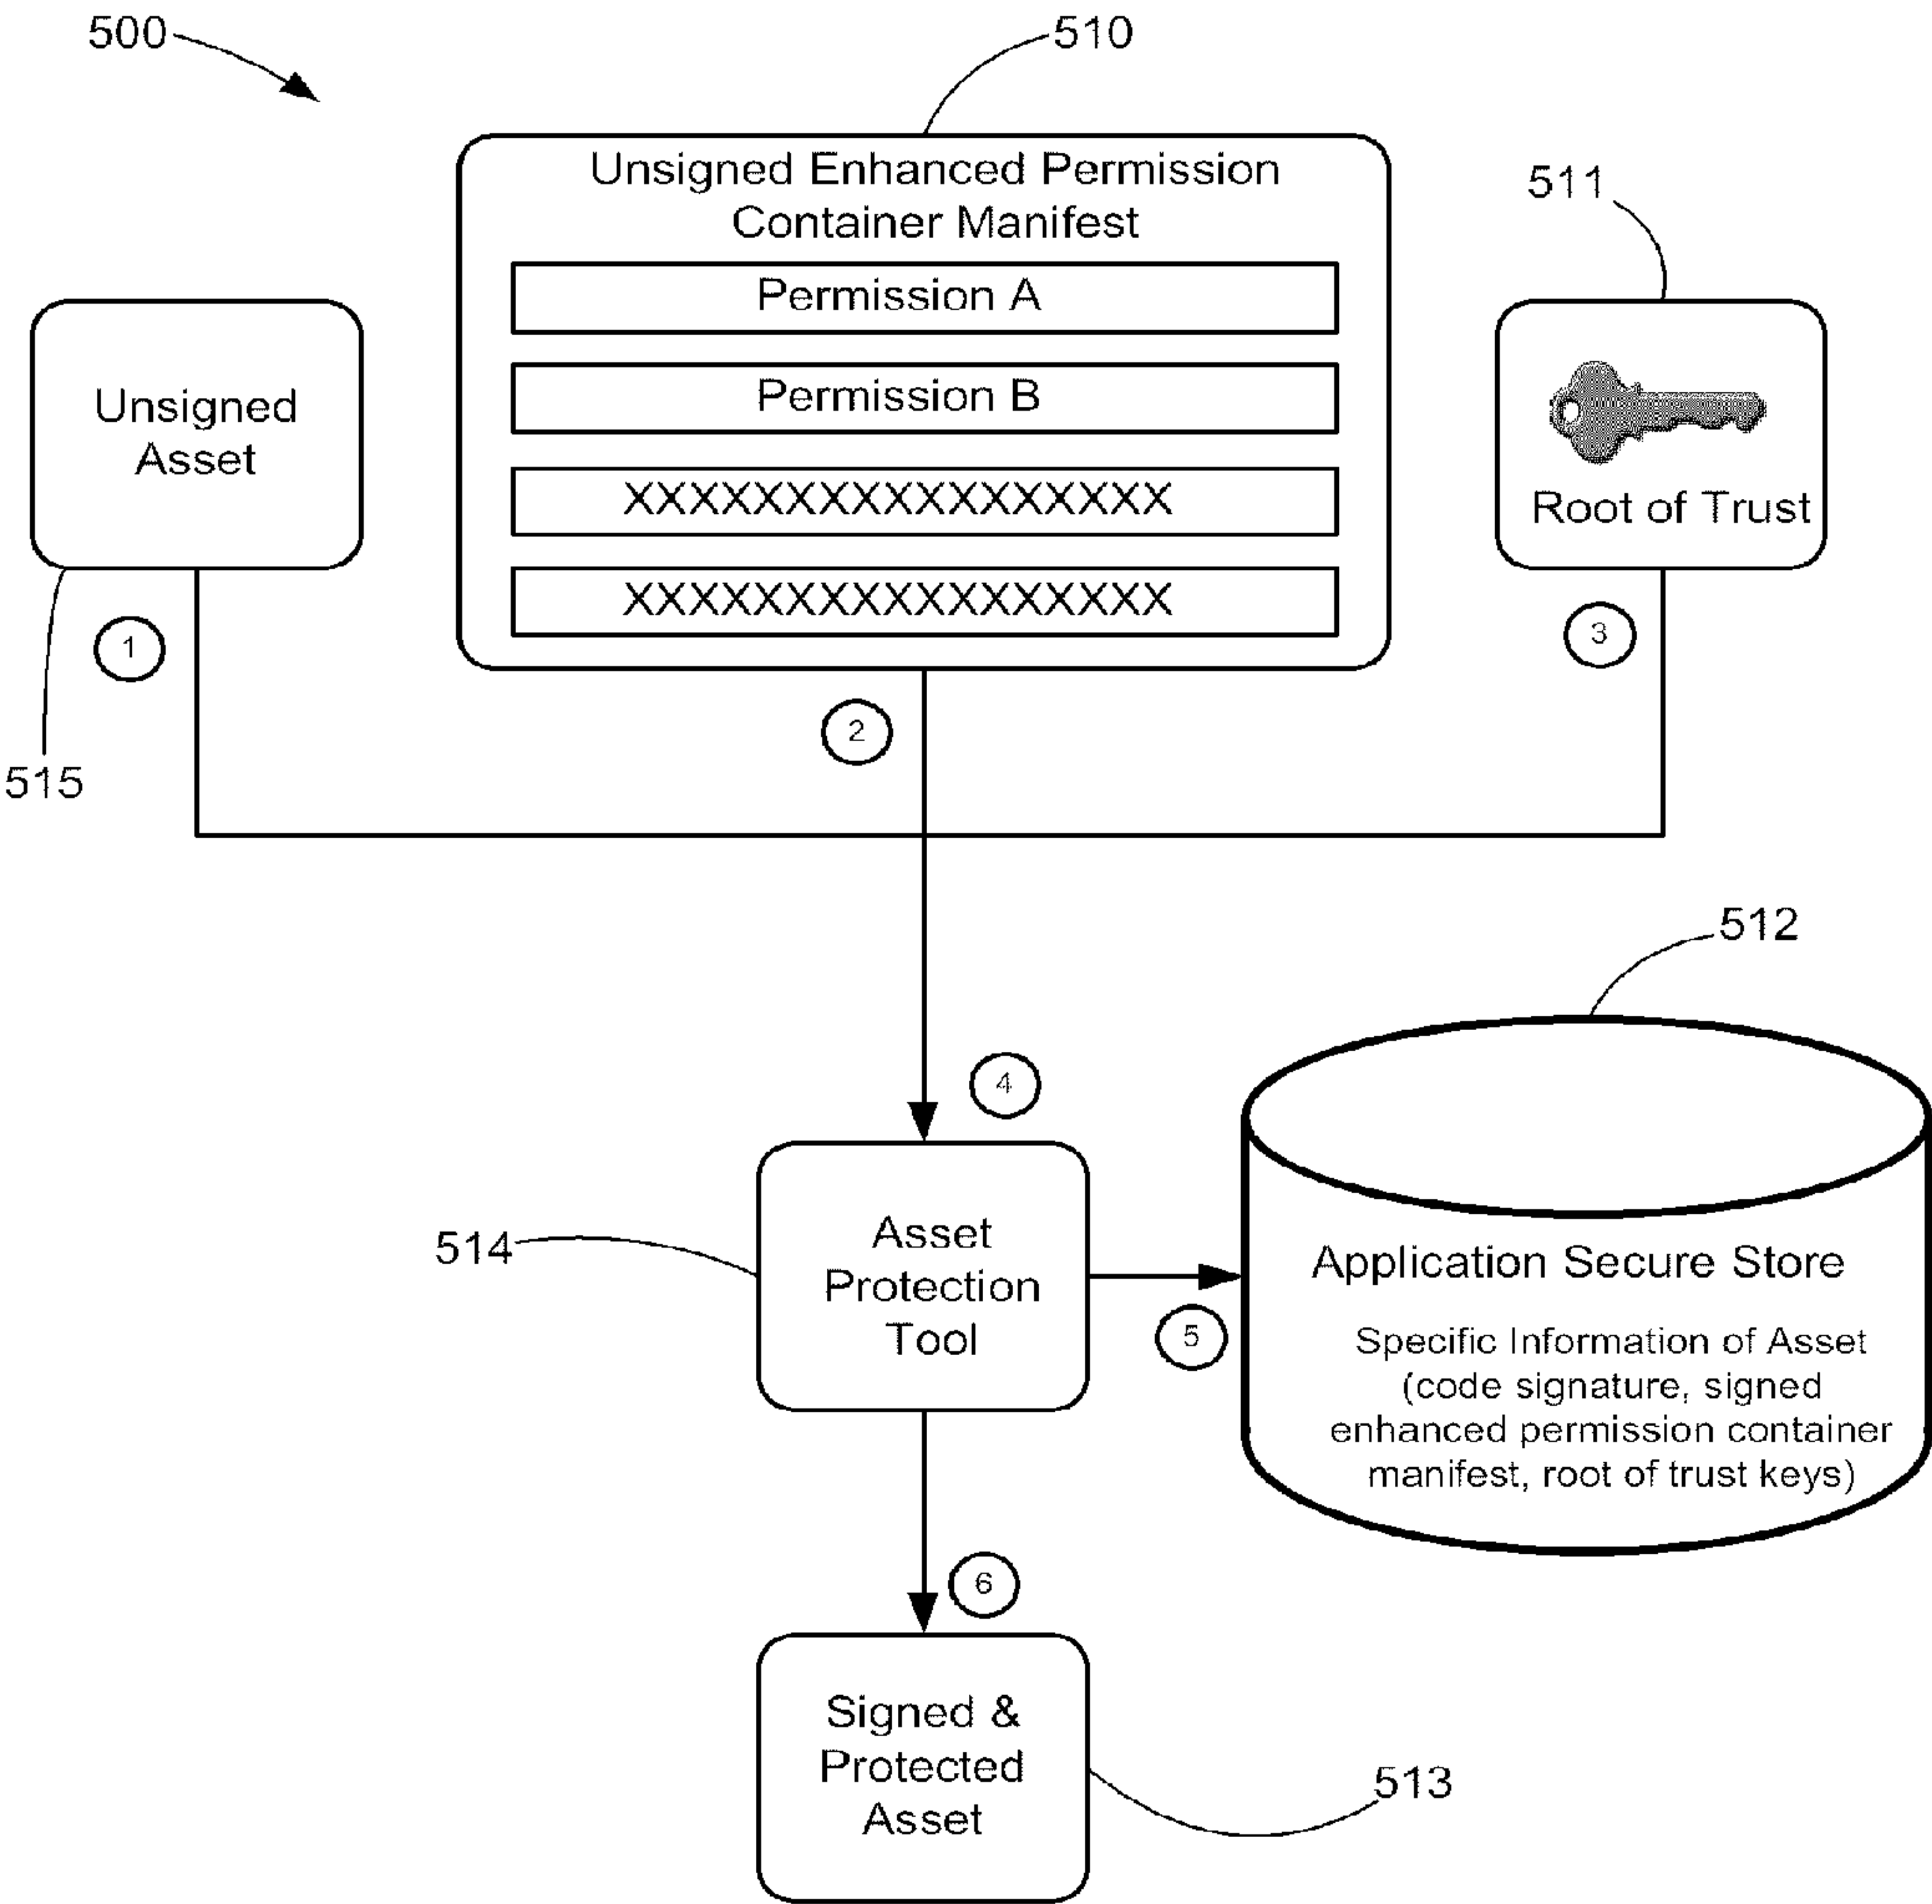 500
510
Unsigned Enhanced Permission
Container Manifest
511
Permission A
Unsigned
Asset
Permission B
XXXXXXXXXXXXXXXXX
Root of Trust
XXXXXXXXXXXXXXXXX
1
3
2
515
512
4
Asset
Protection
Tool
514
Application Secure Store
5
Specific Information of Asset
(code signature, signed
enhanced permission container
manifest, root of trust keys)
6
Signed &
Protected
Asset
513